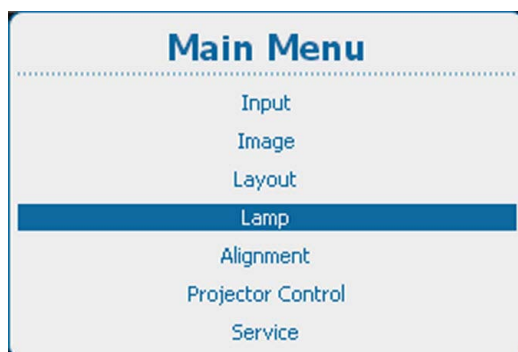 Main Menu
Input
Image
Layout
Lamp
Alignment
Projector Control
Service